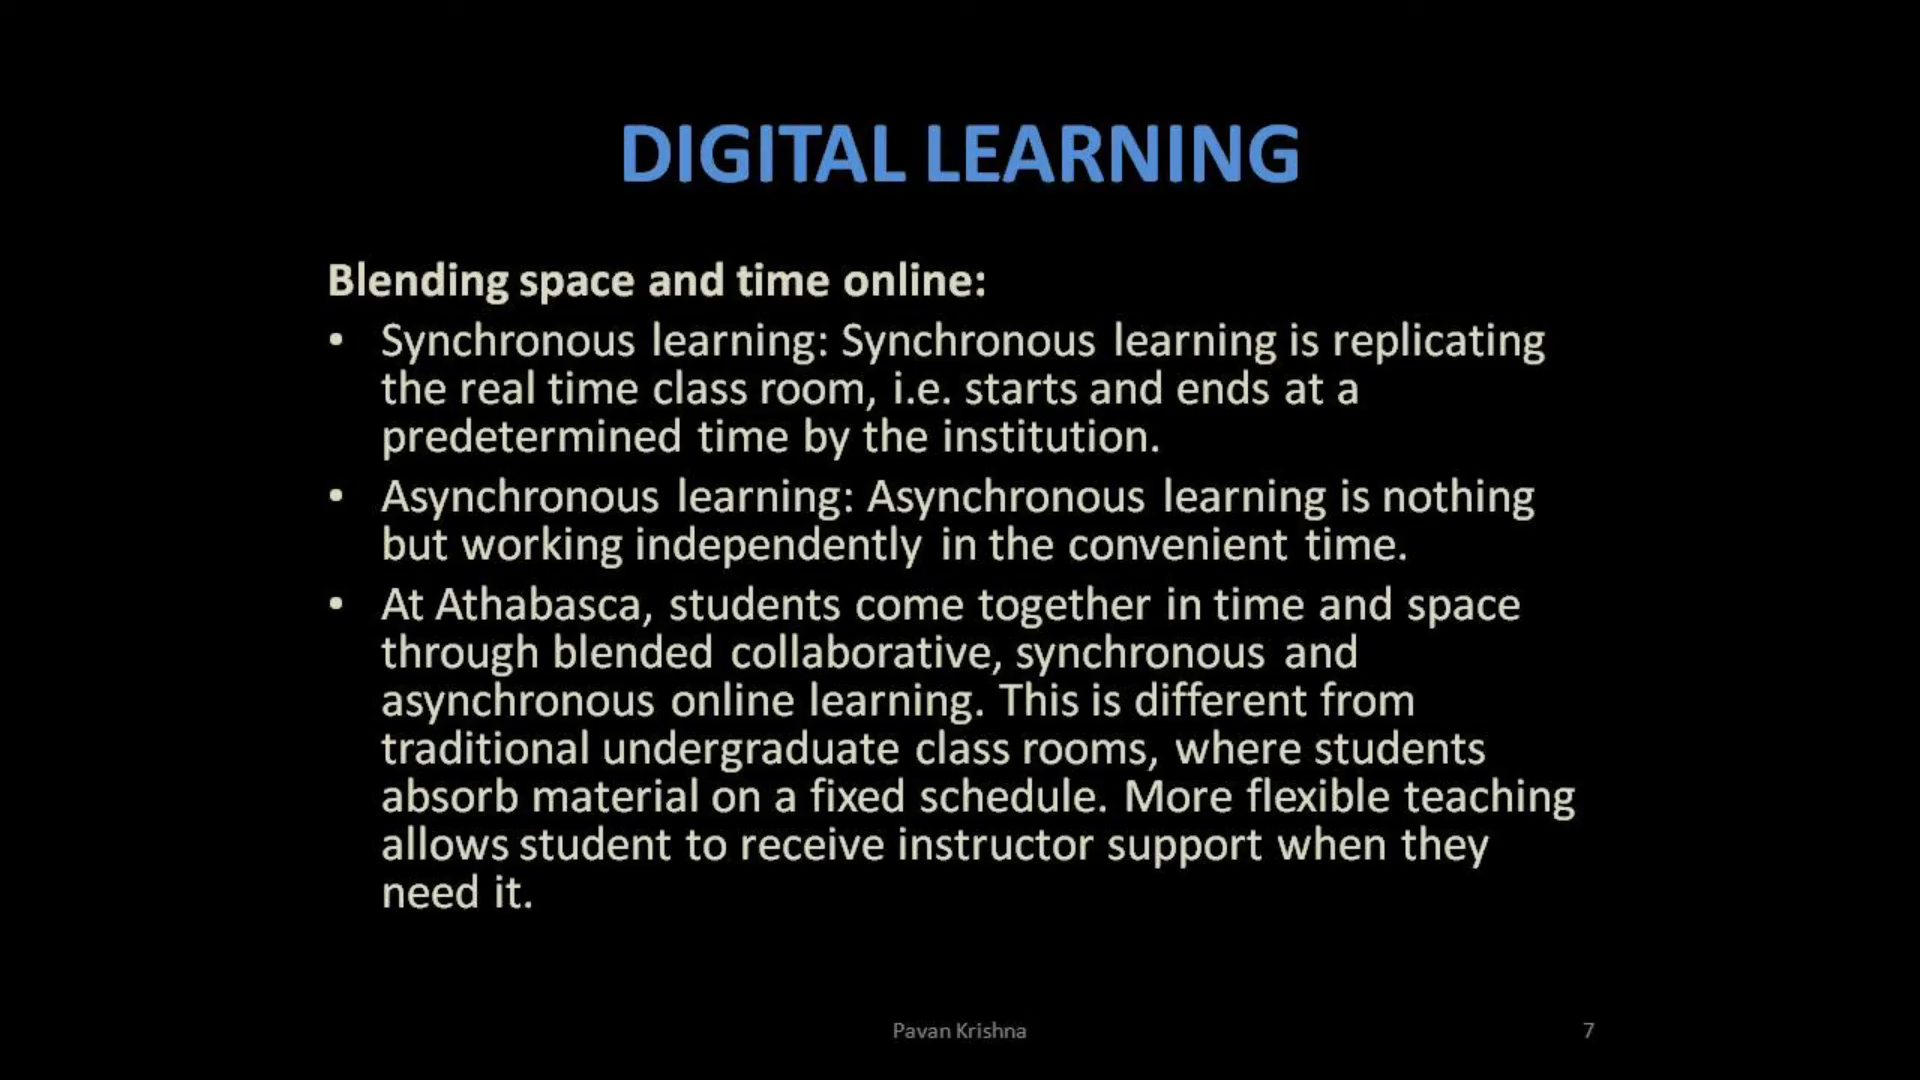 DIGITAL LEARNING
Blending space and time online:
• Synchronous learning: Synchronous learning is replicating
the real time class room, i.e. starts and ends at a
predetermined time by the institution.
• Asynchronous learning: Asynchronous learning is nothing
but working independently in the convenient time.
• At Athabasca, students come together in time and space
through blended collaborative, synchronous and
asynchronous online learning. This is different from
traditional undergraduate class rooms, where students
absorb material on a fixed schedule. More flexible teaching
allows student to receive instructor support when they
need it.
Pavan Krishna
7